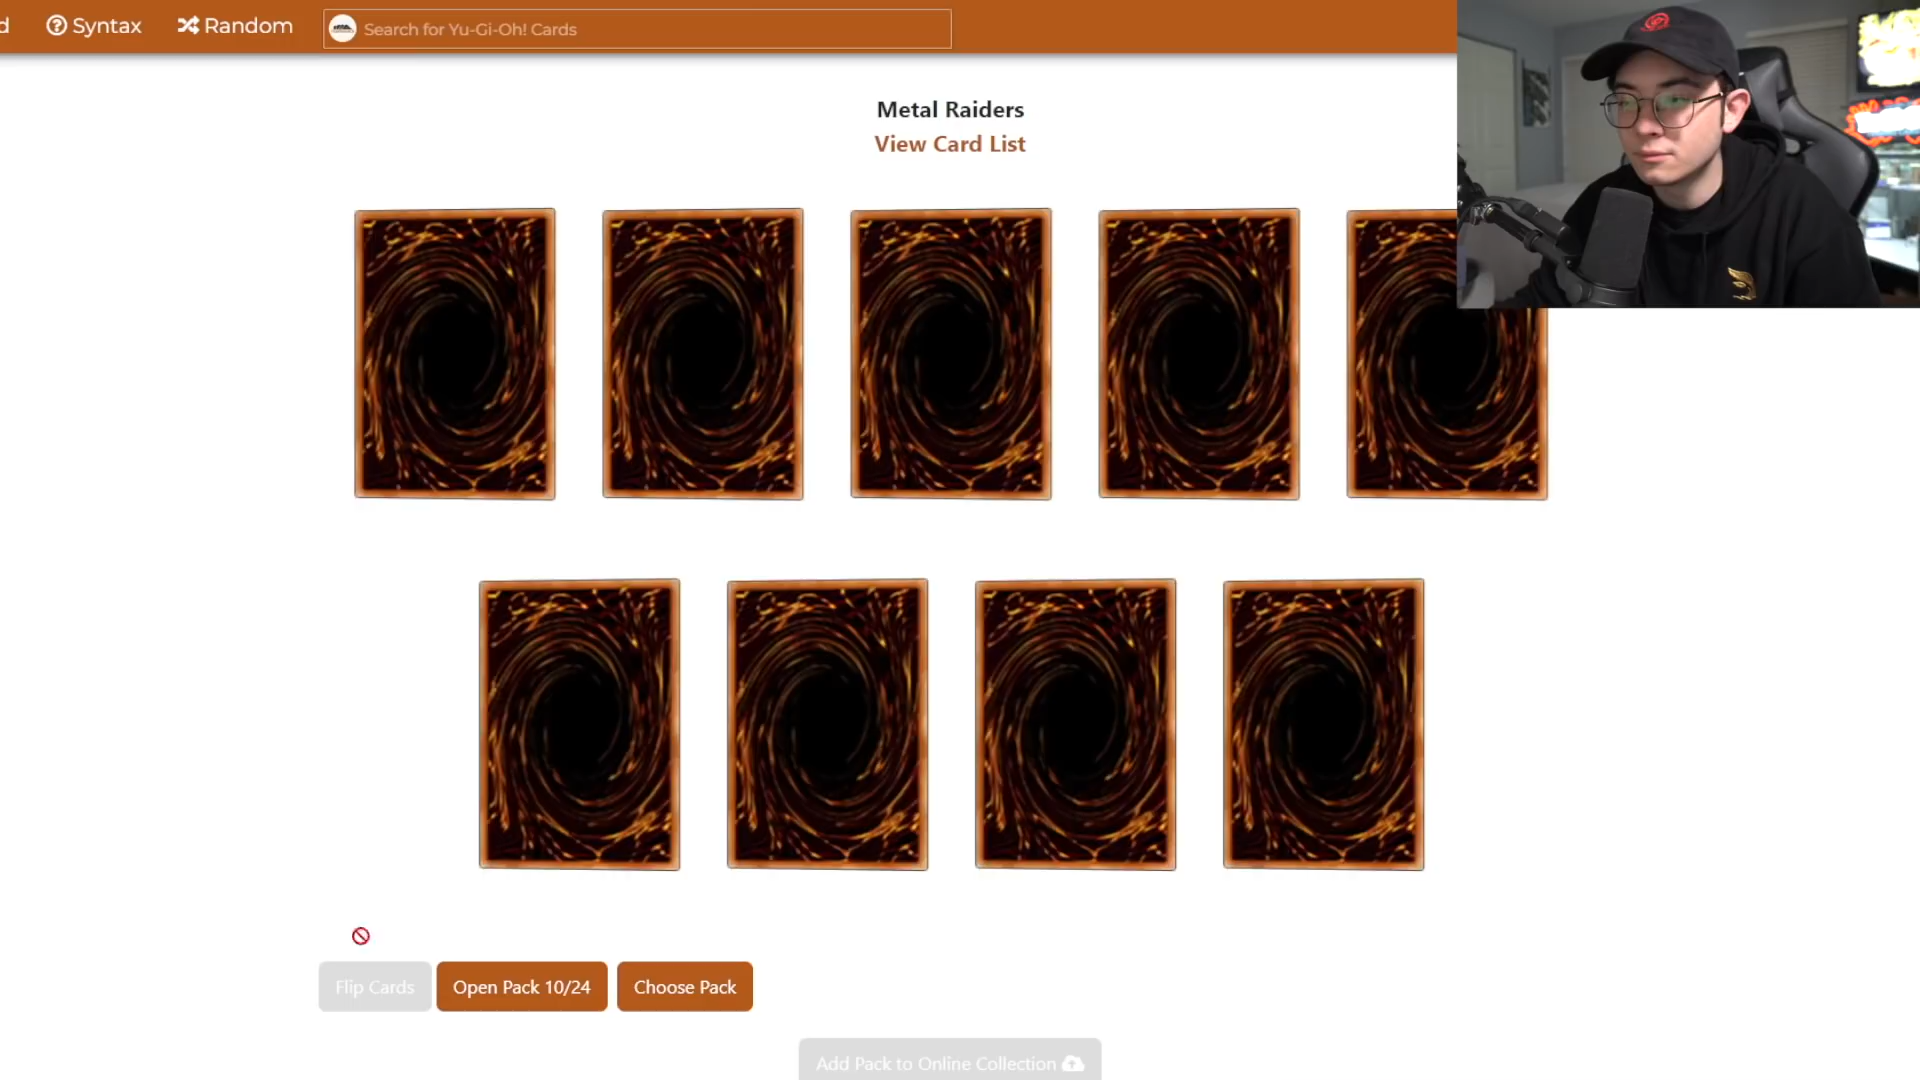 d
Syntax
Random
Search for Yu-Gi-Oh! Cards
Metal Raiders
View Card List
Flip Cards
Open Pack 10/24
Choose Pack
Add Pack to Online Collection